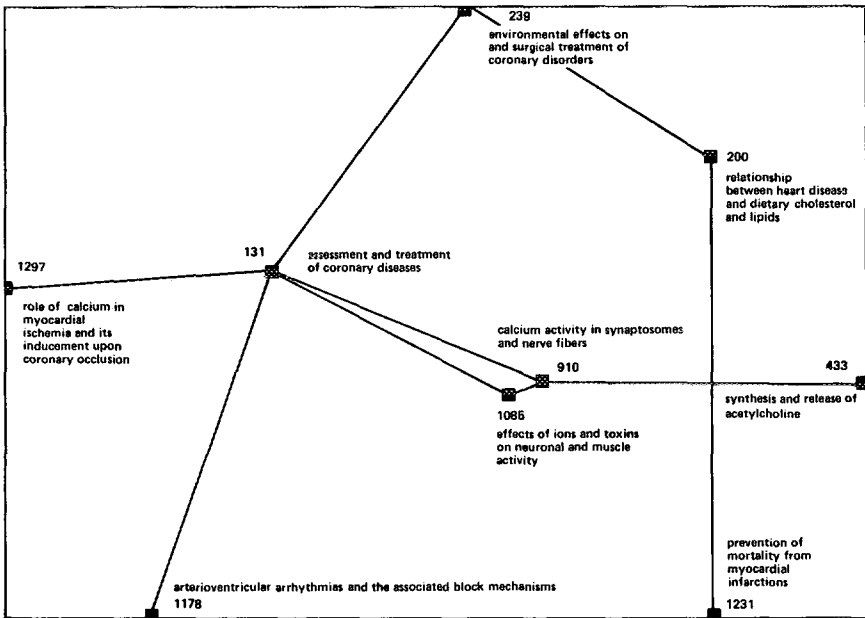 239
environmental effects on
and surgical treatment of
coronary disorders
200
relationship
between heart disease
and dietary cholesterol
and lipids
131
assessment and treatment
of coronary diseases
1297
role of calcium in
myocardial
ischemia and its
inducement upon
coronary occlusion
calcium activity in synaptosomes
and nerve fibers
910
433
synthesis and release of
acetylcholine
1086
effects of ions and toxins
on neuronal and muscle
activity
prevention of
mortality from
myocardial
infarctions
1231
arterioventricular arrhythmias and the associated block mechanisms
1178